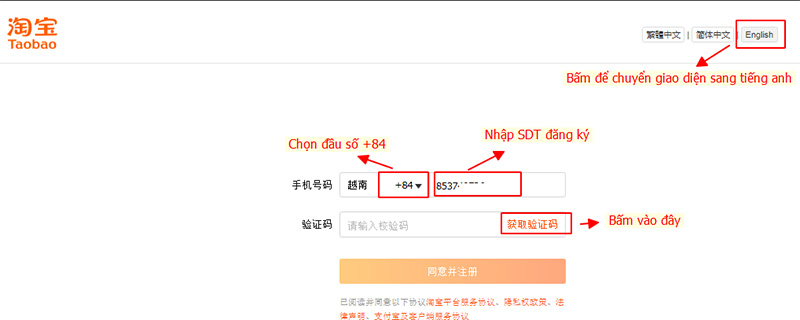 淘宝
Taobao
繁體中文 | 简体中文 | English
Bấm để chuyển giao diện sang tiếng anh
Chọn đầu số +84
Nhập SDT đăng ký
手机号码 越南 +84 8537
验证码 请输入校验码 获取验证码
Bấm vào đây
同意并注册
已阅读并同意以下协议淘宝平台服务协议、隐私权政策、法
律声明、支付宝及客户端服务协议